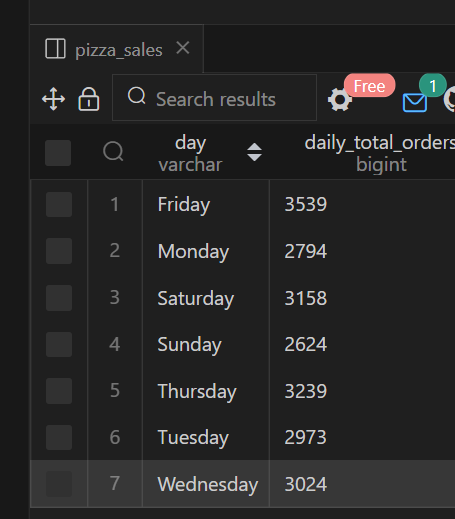 pizza_sales
Search results
Free
1
day
varchar
daily_total_orders
bigint
1 Friday 3539
2 Monday 2794
3 Saturday 3158
4 Sunday 2624
5 Thursday 3239
6 Tuesday 2973
7 Wednesday 3024